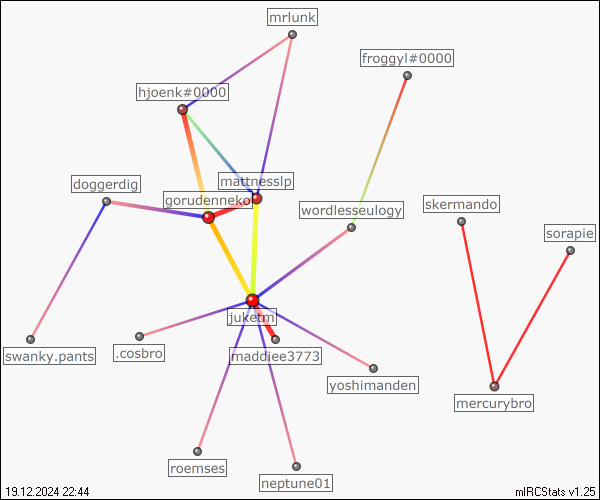 mrlunk
froggyl#0000
hjoenk#0000
mattnesslp
doggerdig
gorudenneko
skermando
wordlesseulogy
sorapie
juketm
.cosbro
swanky.pants
maddiee3773
yoshimanden
mercurybro
roemses
neptune01
19.12.2024 22:44
mIRCStats v1.25